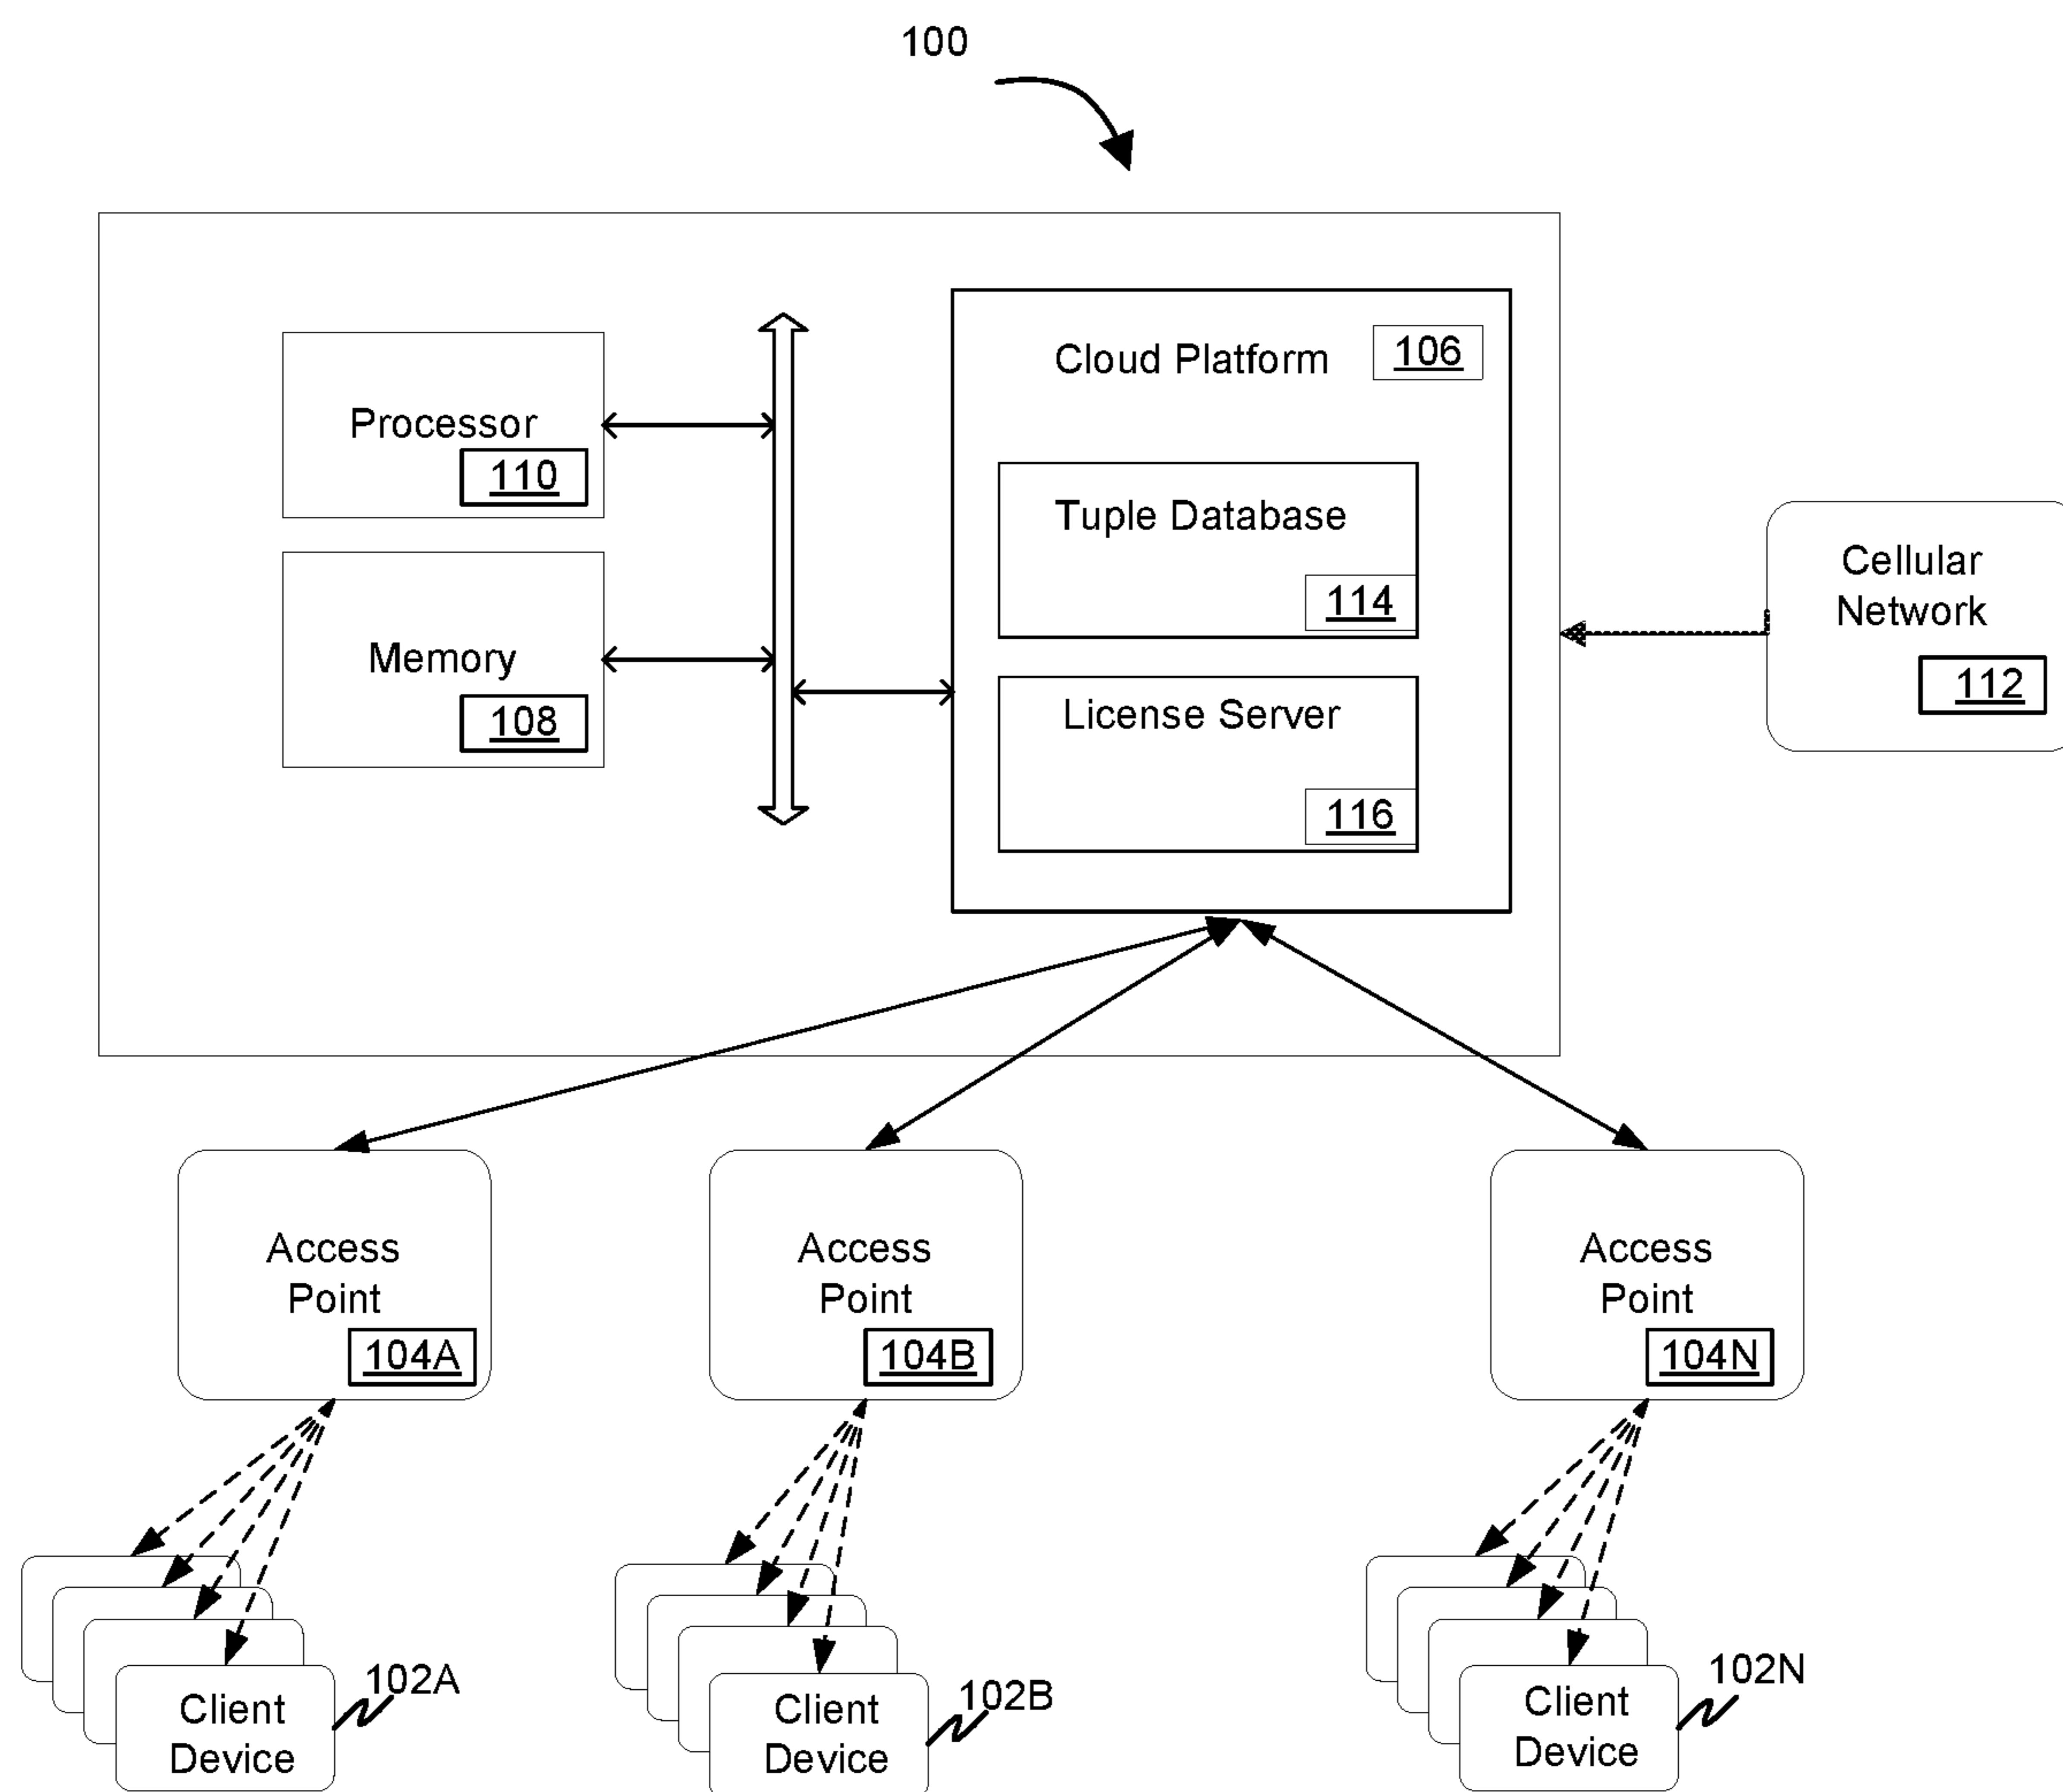 100
Cloud Platform 106
Processor
110
Tuple Database
114
Cellular
Network
112
Memory
108
License Server
116
Access
Point
104A
Access
Point
104B
Access
Point
104N
102A
Client
Device
102B
Client
Device
102N
Client
Device